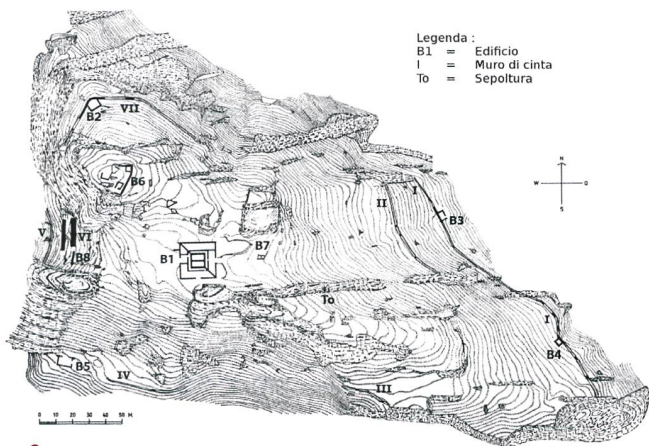 Legenda :
B1 = Edificio
I = Muro di cinta
To = Sepoltura
VII
B2
B6
I
II
B3
N
W O
S
V
VI
B8
B1
B7
To
I
B4
B5
IV
III
0 10 20 30 40 50 M.